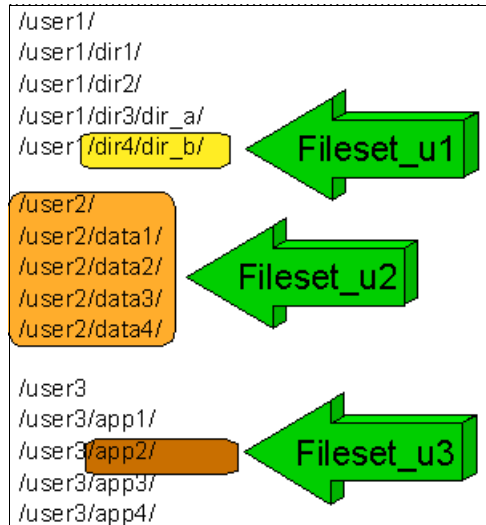 /user1/
/user1/dir1/
/user1/dir2/
/user1/dir3/dir_a/
/user1/dir4/dir_b/
Fileset_u1
/user2/
/user2/data1/
/user2/data2/
/user2/data3/
/user2/data4/
Fileset_u2
/user3
/user3/app1/
/user3/app2/
Fileset_u3
/user3/app3/
/user3/app4/